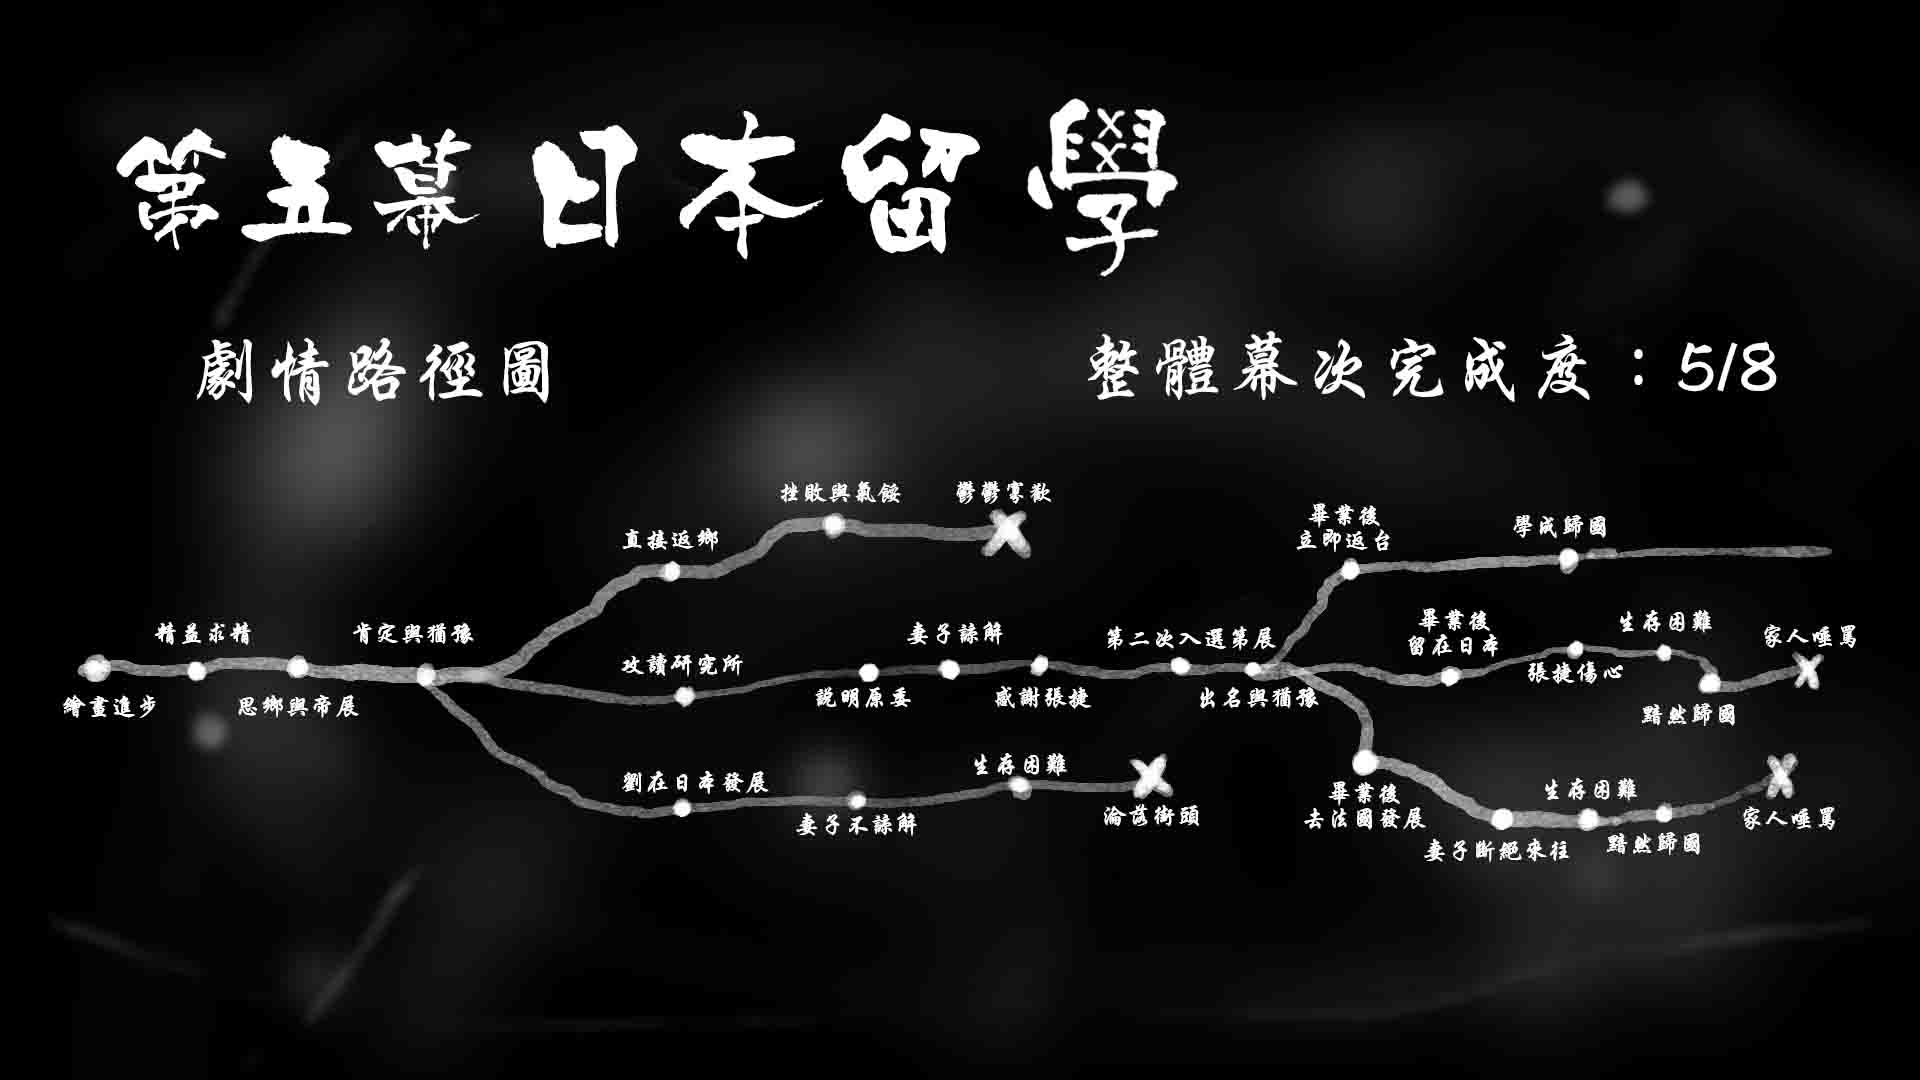 第五幕日本留學
劇情路徑圖
整體幕次完成度：5/8
挫敗與氣餒
鬱鬱寡歡
直接返鄉
畢業後
立即返台
學成歸國
精益求精
肯定與猶豫
繪畫進步
思鄉與帝展
攻讀研究所
說明原委
妻子諒解
感謝張捷
第二次入選第展
出名與猶豫
畢業後
留在日本
張捷傷心
生存困難
黯然歸國
家人唾罵
劉在日本發展
妻子不諒解
生存困難
淪落街頭
畢業後
去法國發展
妻子斷絕來往
生存困難
黯然歸國
家人唾罵